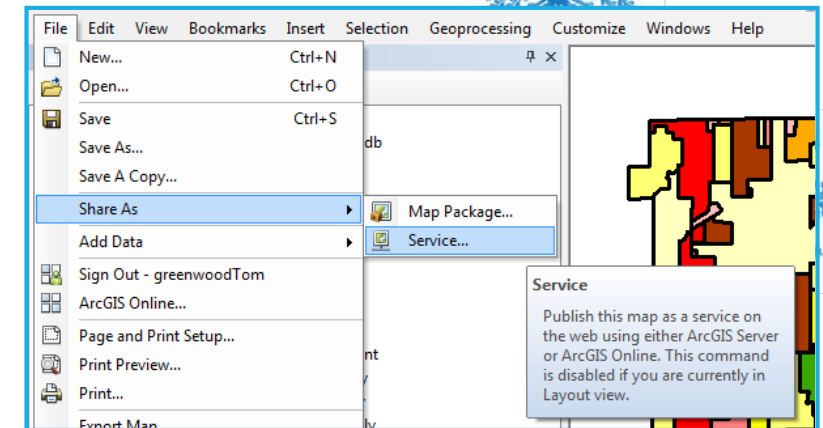 File Edit View Bookmarks Insert Selection Geoprocessing Customize Windows Help
New... Ctrl+N
Open... Ctrl+O
Save Ctrl+S
db
Save As...
Save A Copy...
Share As
Map Package...
Add Data
Service...
Sign Out - greenwoodTom
Service
ArcGIS Online...
Publish this map as a service on
the web using either ArcGIS Server
or ArcGIS Online. This command
is disabled if you are currently in
Layout view.
Page and Print Setup...
Print Preview...
nt
Print...
Export Map...